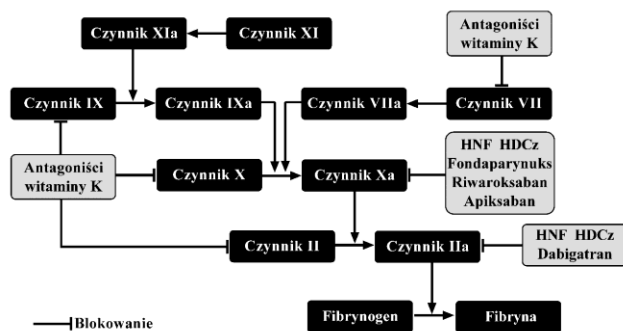 Czynnik XIa
Czynnik XI
Antagoniści
witaminy K
Czynnik IX
Czynnik IXa
Czynnik VIIa
Czynnik VII
Antagoniści
witaminy K
Czynnik X
Czynnik Xa
HNF HDCz
Fondaparynuks
Riwaroksaban
Apiksaban
Czynnik II
Czynnik IIa
HNF HDCz
Dabigatran
Fibrynogen
Fibryna
Blokowanie